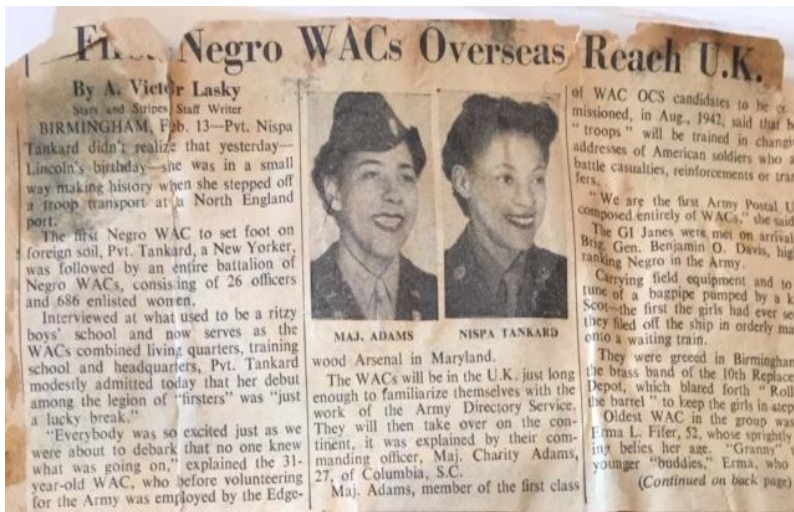 Negro WACs Overseas Reach U.K.
By A. Victor Lasky
Stars and Stripes Staff Writer
BIRMINGHAM, Feb. 13—Pvt. Nispa
Tankard didn't realize that yesterday—
Lincoln's birthday—she was in a small
way making history when she stepped off
a troop transport at a North England
port.
The first Negro WAC to set foot on
foreign soil, Pvt. Tankard, a New Yorker,
was followed by an entire battalion of
Negro WACs, consisting of 26 officers
and 686 enlisted women.
Interviewed at what used to be a ritzy
boys' school and now serves as the
WACs combined living quarters, training
school and headquarters, Pvt. Tankard
modestly admitted today that her debut
among the legion of "firsters" was "just
a lucky break."
"Everybody was so excited just as we
were about to debark that no one knew
what was going on," explained the 31-
year-old WAC, who before volunteering
for the Army was employed by the Edge-
MAJ. ADAMS
NISPA TANKARD
wood Arsenal in Maryland.
The WACs will be in the U.K. just long
enough to familiarize themselves with the
work of the Army Directory Service.
They will then take over on the con-
tinent, it was explained by their com-
manding officer, Maj. Charity Adams,
27, of Columbia, S.C.
Maj. Adams, member of the first class
of WAC OCS candidates to be
missioned, in Aug., 1942, said that
"troops" will be trained in
addresses of American soldiers who
battle casualties, reinforcements or
fers.
"We are the first Army Postal
composed entirely of WACs," she said
The GI Janes were met on arrival
Brig. Gen. Benjamin O. Davis,
ranking Negro in the Army.
Carrying field equipment and to
tune of a bagpipe pumped by a
Scot—the first the girls had ever
they filed off the ship in orderly
onto a waiting train.
They were greeed in Birmingham
the brass band of the 10th
Depot, which blared forth "Roll
the barrel" to keep the girls in step
Oldest WAC in the group was
Erma L. Fifer, 52, whose sprightly
ing belies her age. "Granny"
younger "buddies," Erma, who
(Continued on back page)